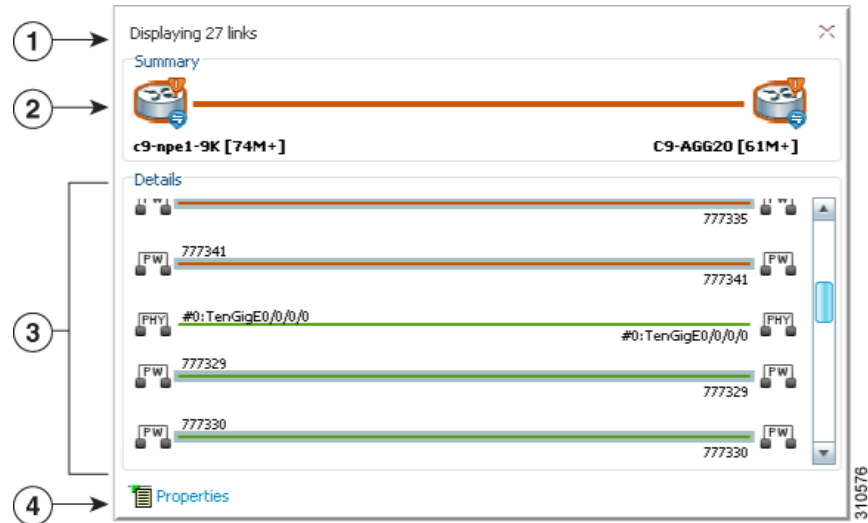 1
Displaying 27 links
Summary
2
c9-npe1-9K [74M+]
C9-AGG20 [61M+]
Details
3
PW
PW
777335
PW
777341
777341
PW
PHY
#0:TenGigE0/0/0/0
#0:TenGigE0/0/0/0
PHY
PW
777329
777329
PW
PW
777330
777330
PW
4
Properties
310576